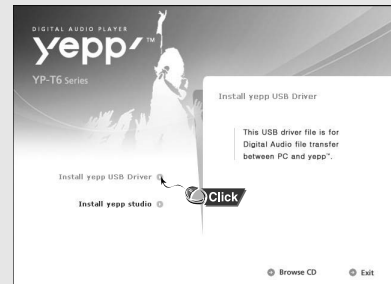 DIGITAL AUDIO PLAYER
yepp' TM
YP-T6 Series
Install yepp USB Driver
This USB driver file is for
Digital Audio file transfer
between PC and yepp™.
Install yepp USB Driver
Click
Install yepp studio
Browse CD
Exit